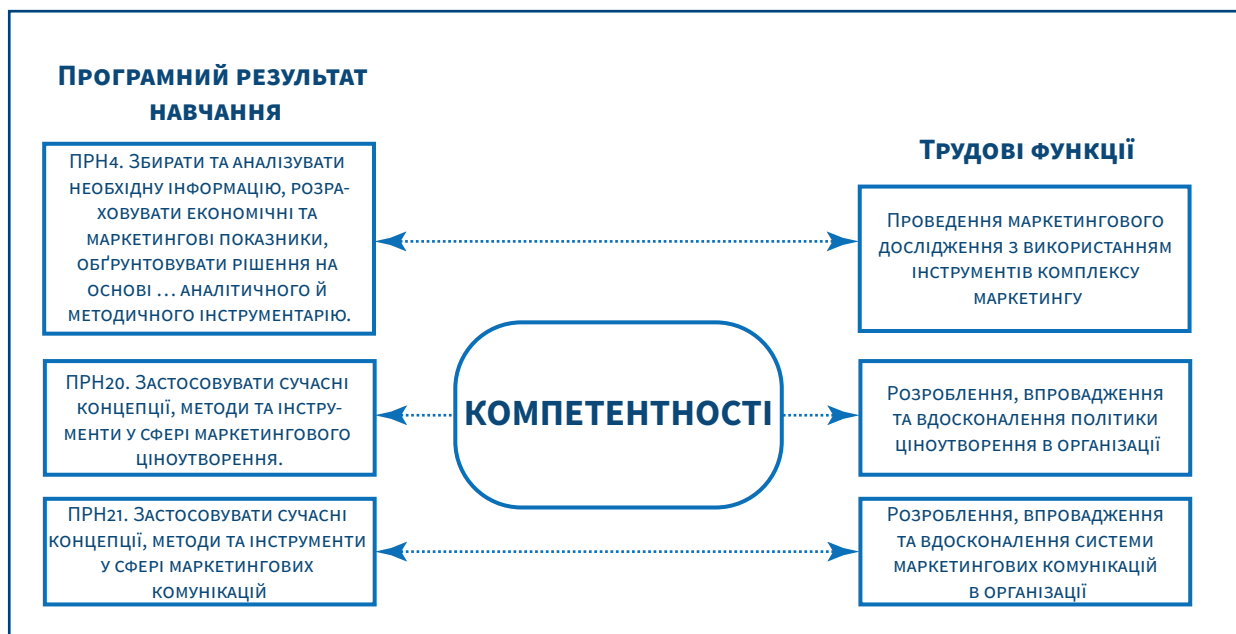 Програмний результат
навчання
ПРН4. Збирати та аналізувати
необхідну інформацію, розра-
ховувати економічні та
маркетингові показники,
обґрунтовувати рішення на
основі … аналітичного й
методичного інструментарію.
ПРН20. Застосовувати сучасні
концепції, методи та інстру-
менти у сфері маркетингового
ціноутворення.
ПРН21. Застосовувати сучасні
концепції, методи та інструменти
у сфері маркетингових
комунікацій
КОМПЕТЕНТНОСТІ
Трудові функції
Проведення маркетингового
дослідження з використанням
інструментів комплексу
маркетингу
Розроблення, впровадження
та вдосконалення політики
ціноутворення в організації
Розроблення, впровадження
та вдосконалення системи
маркетингових комунікацій
в організації